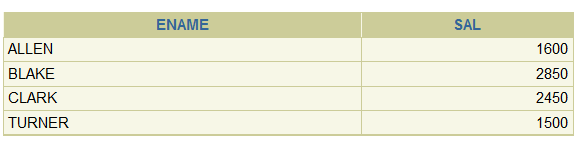 ENAME SAL
ALLEN 1600
BLAKE 2850
CLARK 2450
TURNER 1500